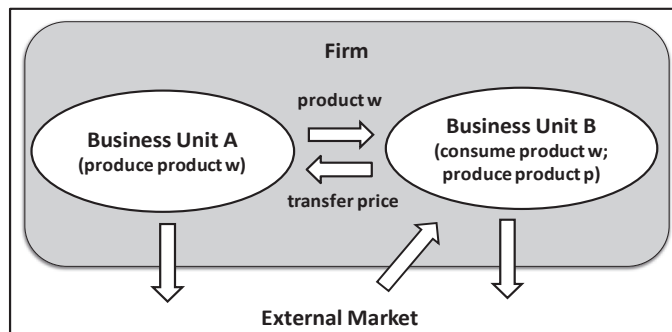 Firm
product w
Business Unit A
(produce product w)
Business Unit B
(consume product w;
produce product p)
transfer price
External Market